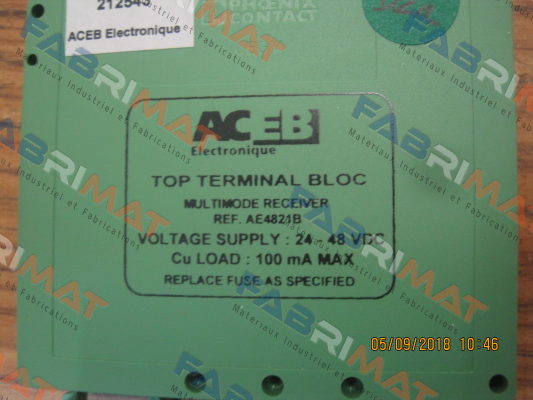 212543
ACEB Electronique
PHŒNIX
CONTACT
ACEB
Electronique
TOP TERMINAL BLOC
MULTIMODE RECEIVER
REF. AE4821B
VOLTAGE SUPPLY : 24 - 48 VDC
Cu LOAD : 100 mA MAX
REPLACE FUSE AS SPECIFIED
05/09/2018 10:46
FABRIMAT
Materiaux Industriel et Fabrications